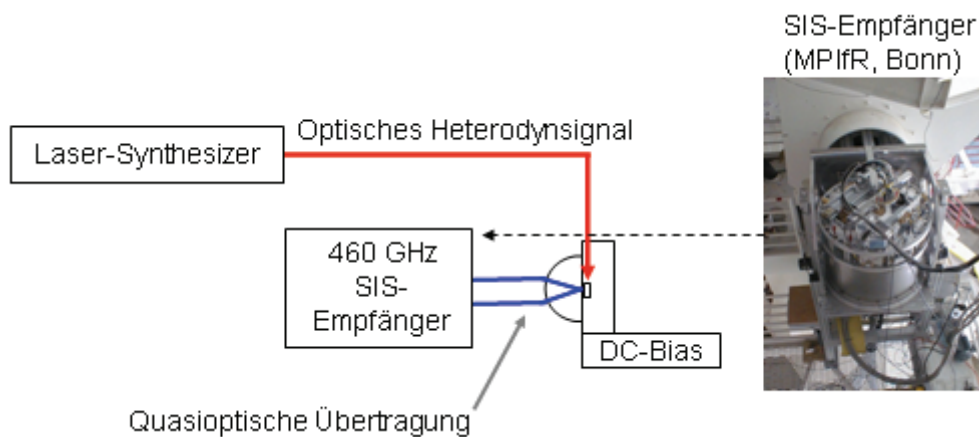 SIS-Empfänger
(MPIfR, Bonn)
Optisches Heterodynsignal
Laser-Synthesizer
460 GHz
SIS-
Empfänger
DC-Bias
Quasioptische Übertragung